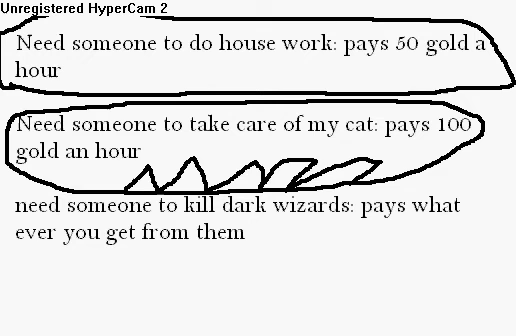 Unregistered HyperCam 2
Need someone to do house work: pays 50 gold a
hour
Need someone to take care of my cat: pays 100
gold an hour
need someone to kill dark wizards: pays what
ever you get from them